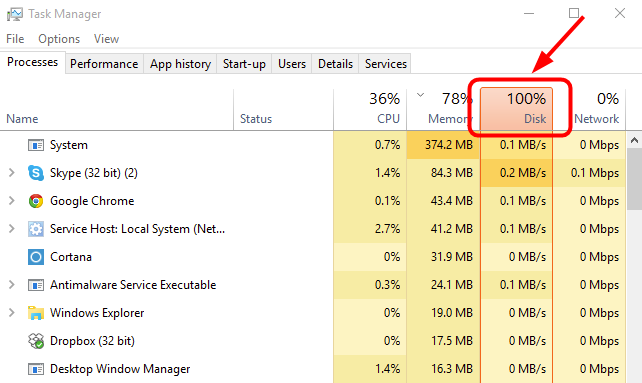 Task Manager
File Options View
Processes Performance App history Start-up Users Details Services
36% 78% 100% 0%
Name Status CPU Memory Disk Network
System 0.7% 374.2 MB 0.1 MB/s 0 Mbps
Skype (32 bit) (2) 1.4% 84.3 MB 0.2 MB/s 0.1 Mbps
Google Chrome 0.1% 43.4 MB 0.1 MB/s 0 Mbps
Service Host: Local System (Net... 2.7% 41.2 MB 0.1 MB/s 0 Mbps
Cortana 0% 31.9 MB 0 MB/s 0 Mbps
Antimalware Service Executable 0.3% 24.1 MB 0.1 MB/s 0 Mbps
Windows Explorer 0% 19.0 MB 0 MB/s 0 Mbps
Dropbox (32 bit) 0% 17.5 MB 0 MB/s 0 Mbps
Desktop Window Manager 1.4% 16.3 MB 0 MB/s 0 Mbps